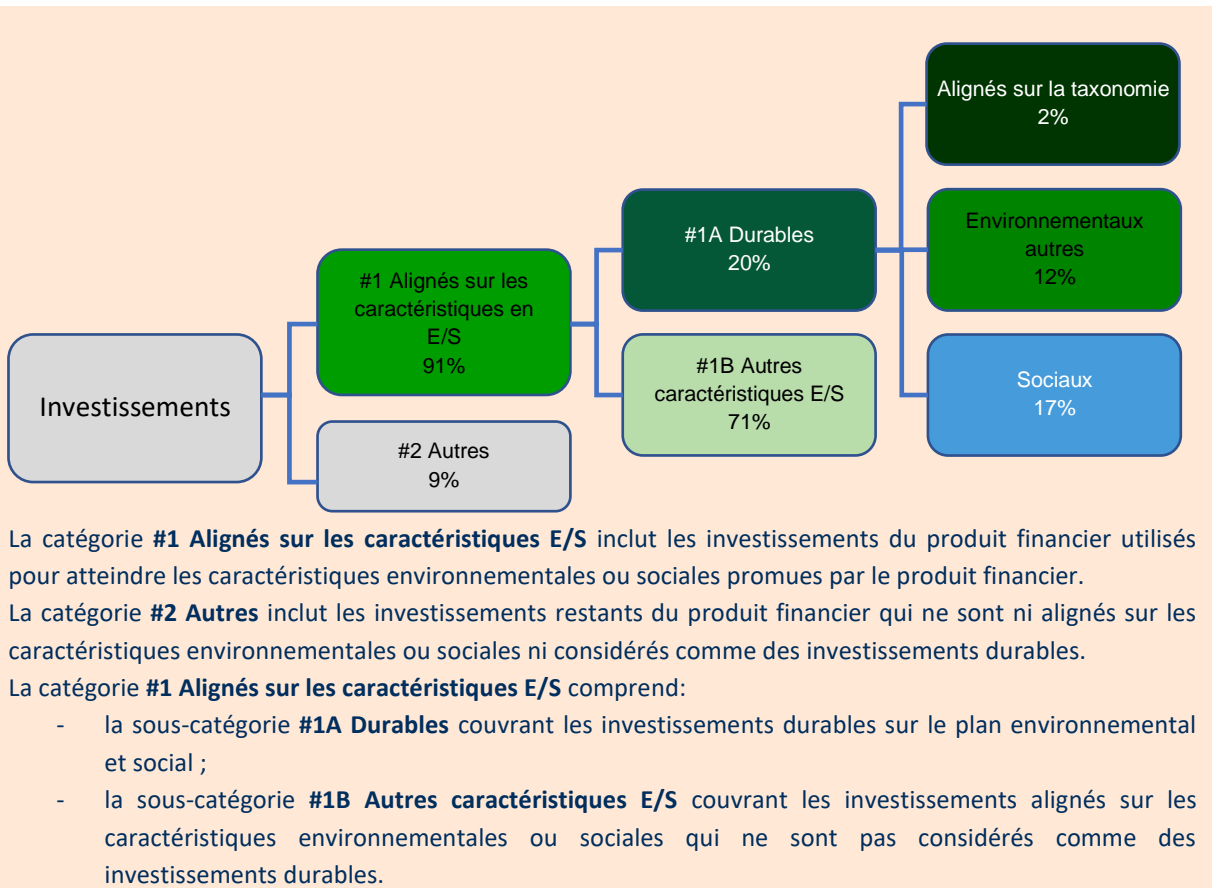 Alignés sur la taxonomie
2%
Environnementaux
autres
12%
#1A Durables
20%
#1 Alignés sur les
caractéristiques en
E/S
91%
#1B Autres
caractéristiques E/S
71%
Sociaux
17%
Investissements
#2 Autres
9%
La catégorie #1 Alignés sur les caractéristiques E/S inclut les investissements du produit financier utilisés
pour atteindre les caractéristiques environnementales ou sociales promues par le produit financier.
La catégorie #2 Autres inclut les investissements restants du produit financier qui ne sont ni alignés sur les
caractéristiques environnementales ou sociales ni considérés comme des investissements durables.
La catégorie #1 Alignés sur les caractéristiques E/S comprend:
- la sous-catégorie #1A Durables couvrant les investissements durables sur le plan environnemental
et social ;
- la sous-catégorie #1B Autres caractéristiques E/S couvrant les investissements alignés sur les
caractéristiques environnementales ou sociales qui ne sont pas considérés comme des
investissements durables.